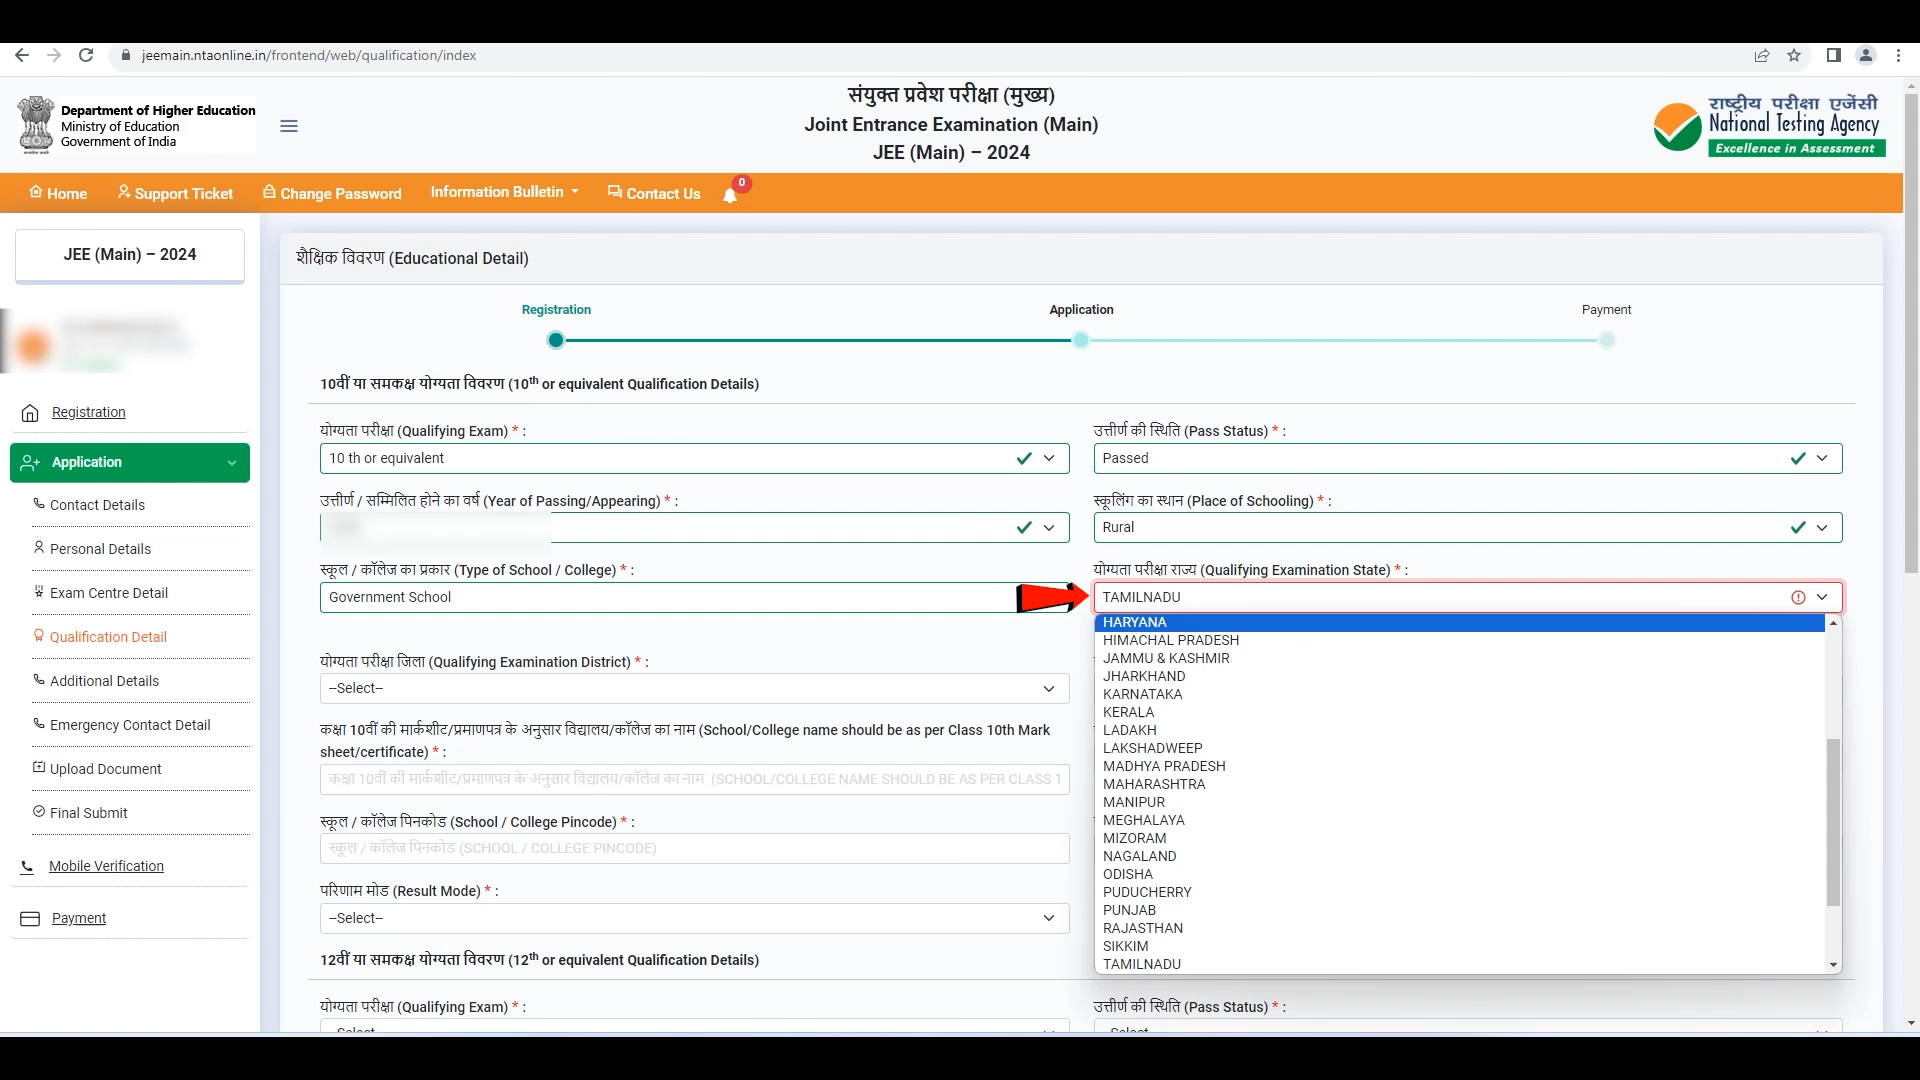 jeemain.ntaonline.in/frontend/web/qualification/index
Department of Higher Education
Ministry of Education
Government of India
संयुक्त प्रवेश परीक्षा (मुख्य)
Joint Entrance Examination (Main)
JEE (Main) – 2024
राष्ट्रीय परीक्षा एजेंसी
National Testing Agency
Excellence in Assessment
Home
Support Ticket
Change Password
Information Bulletin
Contact Us
0
JEE (Main) – 2024
Registration
Application
Contact Details
Personal Details
Exam Centre Detail
Qualification Detail
Additional Details
Emergency Contact Detail
Upload Document
Final Submit
Mobile Verification
Payment
शैक्षिक विवरण (Educational Detail)
Registration
Application
Payment
10वीं या समकक्ष योग्यता विवरण (10th or equivalent Qualification Details)
योग्यता परीक्षा (Qualifying Exam) * :
10 th or equivalent
उत्तीर्ण की स्थिति (Pass Status) * :
Passed
उत्तीर्ण / सम्मिलित होने का वर्ष (Year of Passing/Appearing) * :
स्कूलिंग का स्थान (Place of Schooling) * :
Rural
स्कूल / कॉलेज का प्रकार (Type of School / College) * :
Government School
योग्यता परीक्षा राज्य (Qualifying Examination State) * :
TAMILNADU
HARYANA
HIMACHAL PRADESH
JAMMU & KASHMIR
JHARKHAND
KARNATAKA
KERALA
LADAKH
LAKSHADWEEP
MADHYA PRADESH
MAHARASHTRA
MANIPUR
MEGHALAYA
MIZORAM
NAGALAND
ODISHA
PUDUCHERRY
PUNJAB
RAJASTHAN
SIKKIM
TAMILNADU
योग्यता परीक्षा जिला (Qualifying Examination District) * :
--Select--
कक्षा 10वीं की मार्कशीट/प्रमाणपत्र के अनुसार विद्यालय/कॉलेज का नाम (School/College name should be as per Class 10th Mark
sheet/certificate) * :
कक्षा 10वीं की मार्कशीट/प्रमाणपत्र के अनुसार विद्यालय/कॉलेज का नाम (SCHOOL/COLLEGE NAME SHOULD BE AS PER CLASS 1
स्कूल / कॉलेज पिनकोड (School / College Pincode) * :
स्कूल / कॉलेज पिनकोड (SCHOOL / COLLEGE PINCODE)
परिणाम मोड (Result Mode) * :
--Select--
12वीं या समकक्ष योग्यता विवरण (12th or equivalent Qualification Details)
योग्यता परीक्षा (Qualifying Exam) * :
उत्तीर्ण की स्थिति (Pass Status) * :